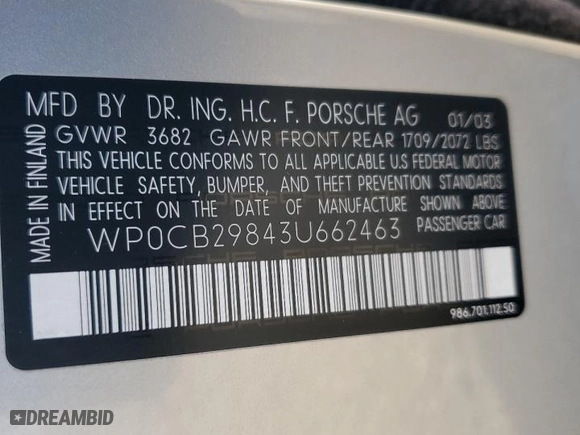 MFD BY DR. ING. H.C. F. PORSCHE AG 01/03
GVWR 3682 GAWR FRONT/REAR 1709/2072 LBS
THIS VEHICLE CONFORMS TO ALL APPLICABLE U.S FEDERAL MOTOR
VEHICLE SAFETY, BUMPER, AND THEFT PREVENTION STANDARDS
IN EFFECT ON THE DATE OF MANUFACTURE SHOWN ABOVE
WP0CB29843U662463 PASSENGER CAR
MADE IN FINLAND
986.701.112.50
DREAMBID